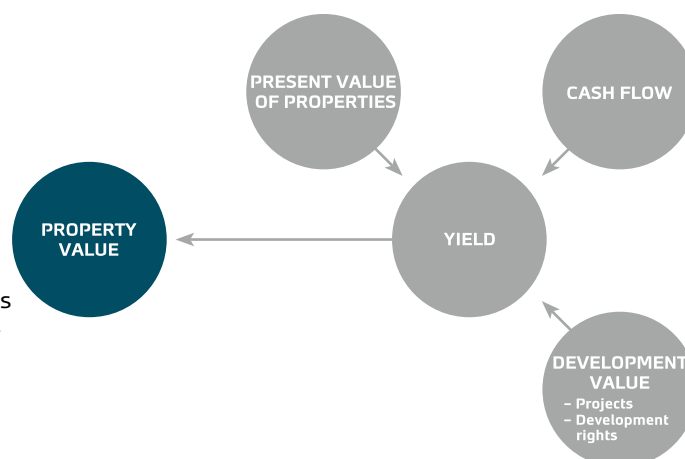 PRESENT VALUE
OF PROPERTIES
CASH FLOW
PROPERTY
VALUE
YIELD
s
DEVELOPMENT
VALUE
– Projects
– Development
rights